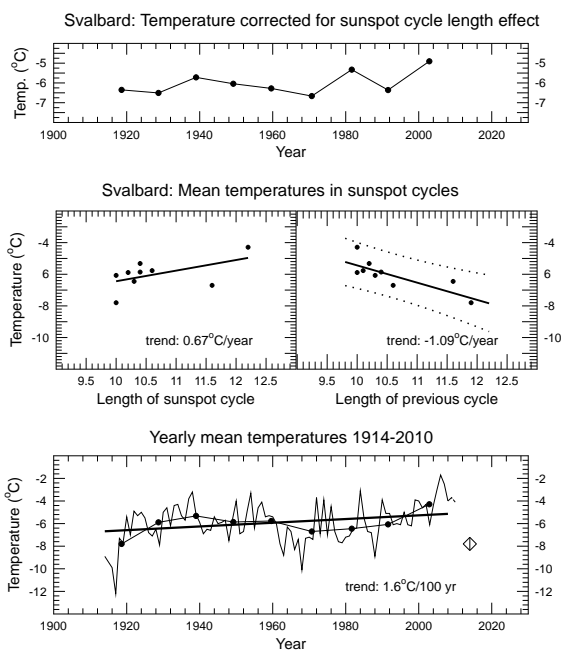 Svalbard: Temperature corrected for sunspot cycle length effect
Temp. (°C)
-5
-6
-7
-5
-6
-7
1900 1920 1940 1960 1980 2000 2020
Year
Svalbard: Mean temperatures in sunspot cycles
Temperature (°C)
-4
-6
-8
-10
trend: 0.67°C/year
9.5 10 10.5 11 11.5 12 12.5
Length of sunspot cycle
-4
-6
-8
-10
trend: -1.09°C/year
9.5 10 10.5 11 11.5 12 12.5
Length of previous cycle
Yearly mean temperatures 1914-2010
Temperature (°C)
-2
-4
-6
-8
-10
-12
-2
-4
-6
-8
-10
-12
trend: 1.6°C/100 yr
1900 1920 1940 1960 1980 2000 2020
Year